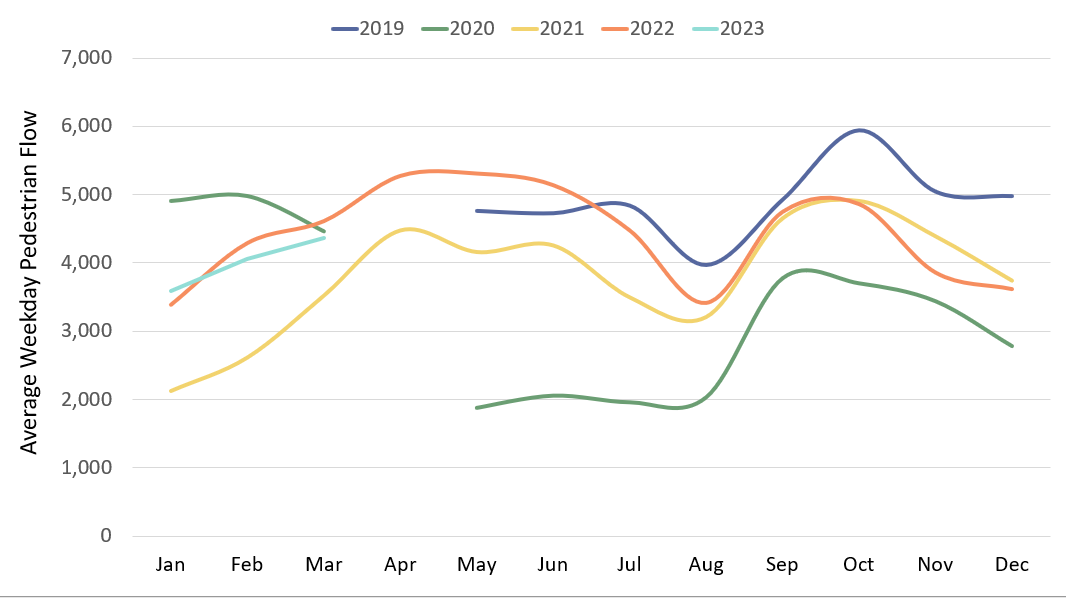 2019 2020 2021 2022 2023
7,000
6,000
5,000
4,000
3,000
2,000
1,000
0
Average Weekday Pedestrian Flow
Jan Feb Mar Apr May Jun Jul Aug Sep Oct Nov Dec